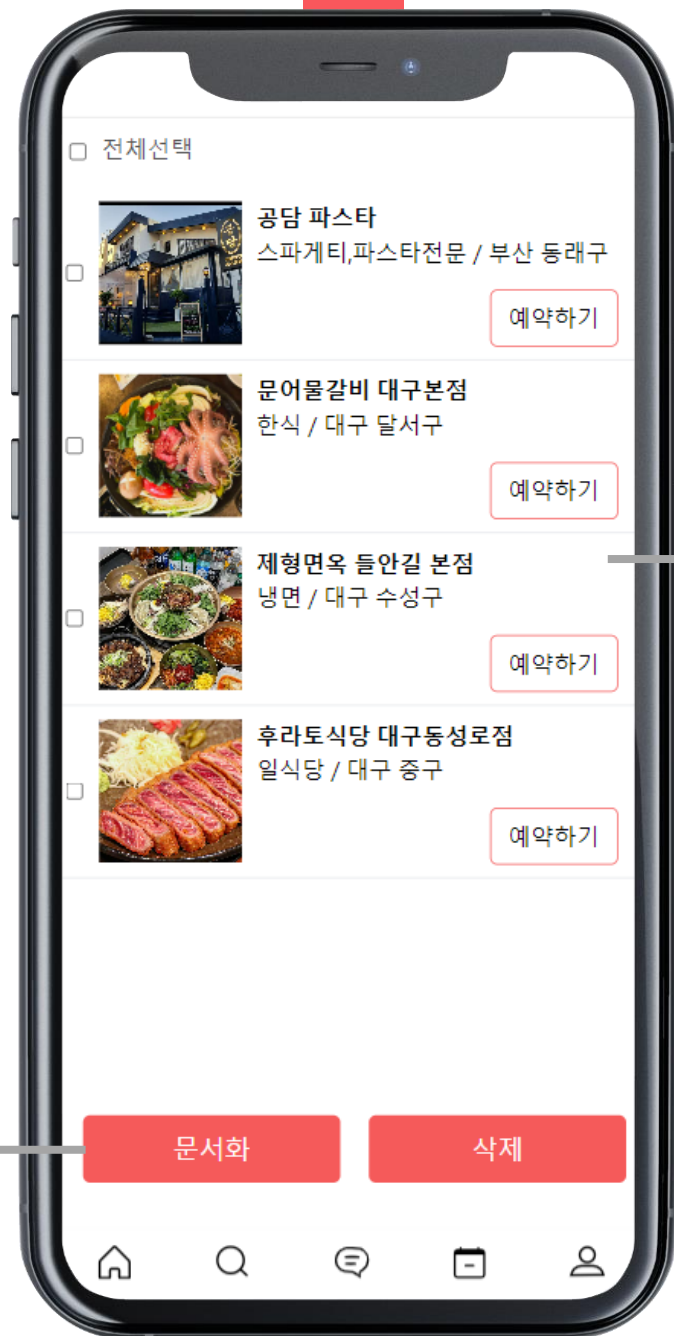 전체선택
공담 파스타
스파게티,파스타전문 / 부산 동래구
예약하기
문어물갈비 대구본점
한식 / 대구 달서구
예약하기
제형면옥 들안길 본점
냉면 / 대구 수성구
예약하기
후라토식당 대구동성로점
일식당 / 대구 중구
예약하기
문서화
삭제